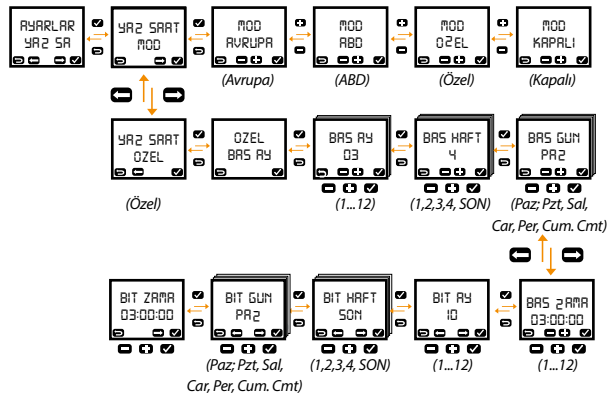 AYARLAR
YAZ SA
YAZ SAAT
MOD
MOD
AVRUPA
MOD
ABD
MOD
OZEL
MOD
KAPALI
(Avrupa)
(ABD)
(Özel)
(Kapalı)
YAZ SAAT
OZEL
OZEL
BAS AY
BAS AY
03
BAS HAFT
4
BAS GUN
PAZ
(Özel)
(1...12)
(1,2,3,4, SON)
(Paz; Pzt, Sal,
Car, Per, Cum. Cmt)
BIT ZAMA
03:00:00
BIT GUN
PAZ
BIT HAFT
SON
BIT AY
10
BAS ZAMA
03:00:00
(Paz; Pzt, Sal,
Car, Per, Cum. Cmt)
(1,2,3,4, SON)
(1...12)
(1...12)